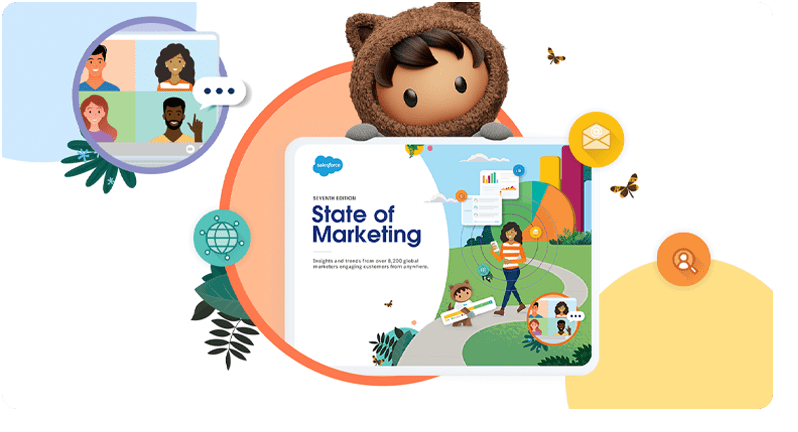 salesforce
SEVENTH EDITION
State of
Marketing
Insights and trends from over 8,200 global
marketers engaging customers from anywhere.